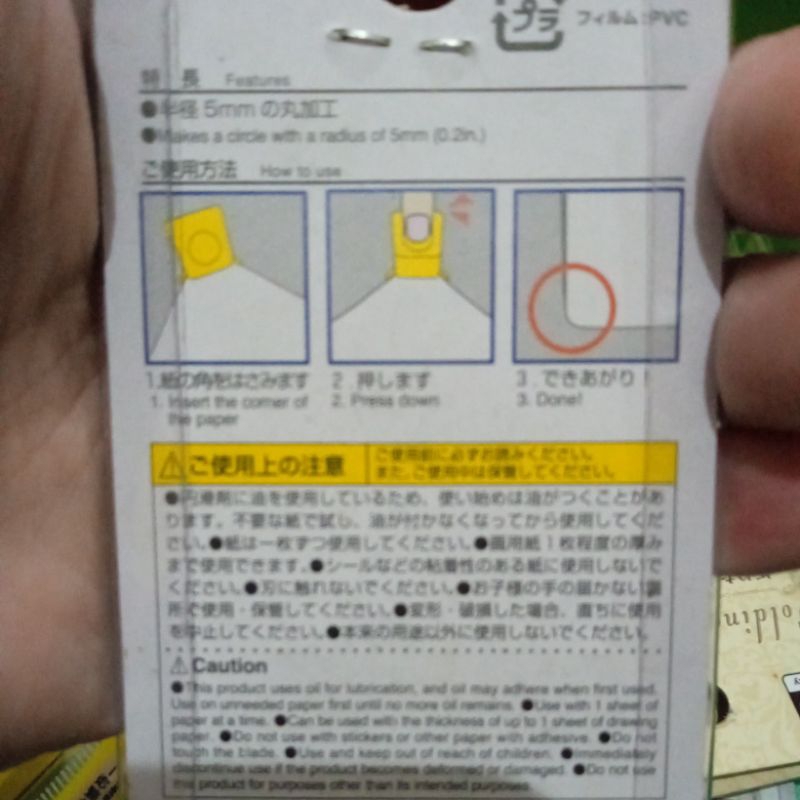 プラ フィルム:PVC
特 長 Features
●半径5mmの丸加工
●Makes a circle with a radius of 5mm (0.2in.)
ご使用方法 How to use
1.紙の角をはさみます
1. Insert the corner of
the paper
2.押します
2. Press down
3.できあがり!
3. Done!
⚠ご使用上の注意
ご使用前に必ずお読みください。
また、ご使用中は保管してください。
●円滑剤に油を使用しているため、使い始めは油がつくことがあ
ります。不要な紙で試し、油が付かなくなってから使用してくだ
さい。●紙は一枚ずつ使用してください。●画用紙1枚程度の厚み
まで使用できます。●シールなどの粘着性のある紙に使用しないで
ください。●刃に触れないでください。●お子様の手の届かない場
所で使用・保管してください。●変形・破損した場合、直ちに使用
を中止してください。●本来の用途以外に使用しないでください。
⚠Caution
●This product uses oil for lubrication, and oil may adhere when first used.
Use on unneeded paper first until no more oil remains. ●Use with 1 sheet of
paper at a time. ●Can be used with the thickness of up to 1 sheet of drawing
paper. ●Do not use with stickers or other paper with adhesive. ●Do not
touch the blade. ●Use and keep out of reach of children. ●Immediately
discontinue use if the product becomes deformed or damaged. ●Do not use
this product for purposes other than its intended purposes.